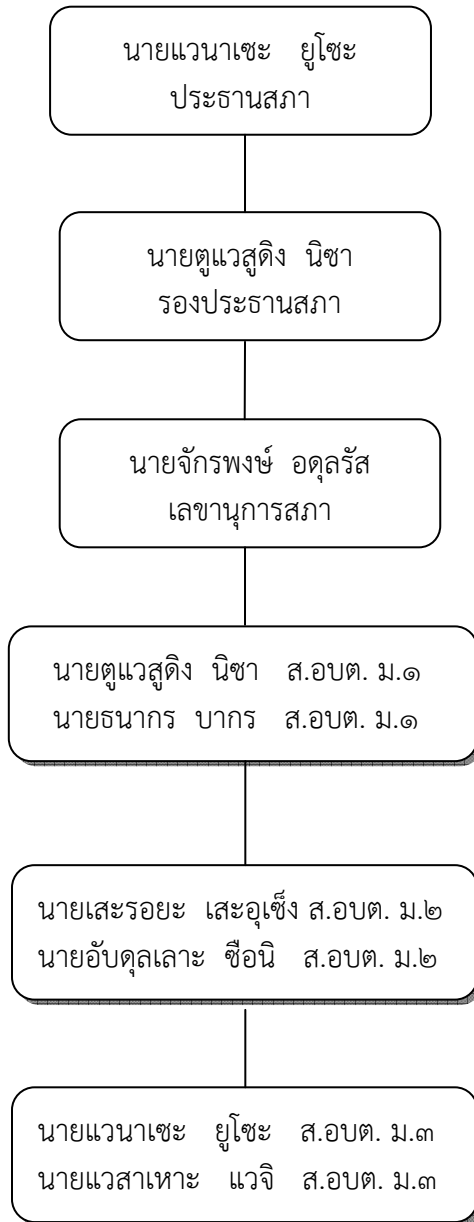 นายแวนาเซะ ยูโซะ
ประธานสภา
นายตูแวสูดิง นิซา
รองประธานสภา
นายจักรพงษ์ อดุลรัส
เลขานุการสภา
นายตูแวสูดิง นิซา ส.อบต. ม.๑
นายธนากร บากร ส.อบต. ม.๑
นายเสะรอยะ เสะอุเซ็ง ส.อบต. ม.๒
นายอับดุลเลาะ ซือนิ ส.อบต. ม.๒
นายแวนาเซะ ยูโซะ ส.อบต. ม.๓
นายแวสาเหาะ แวจิ ส.อบต. ม.๓